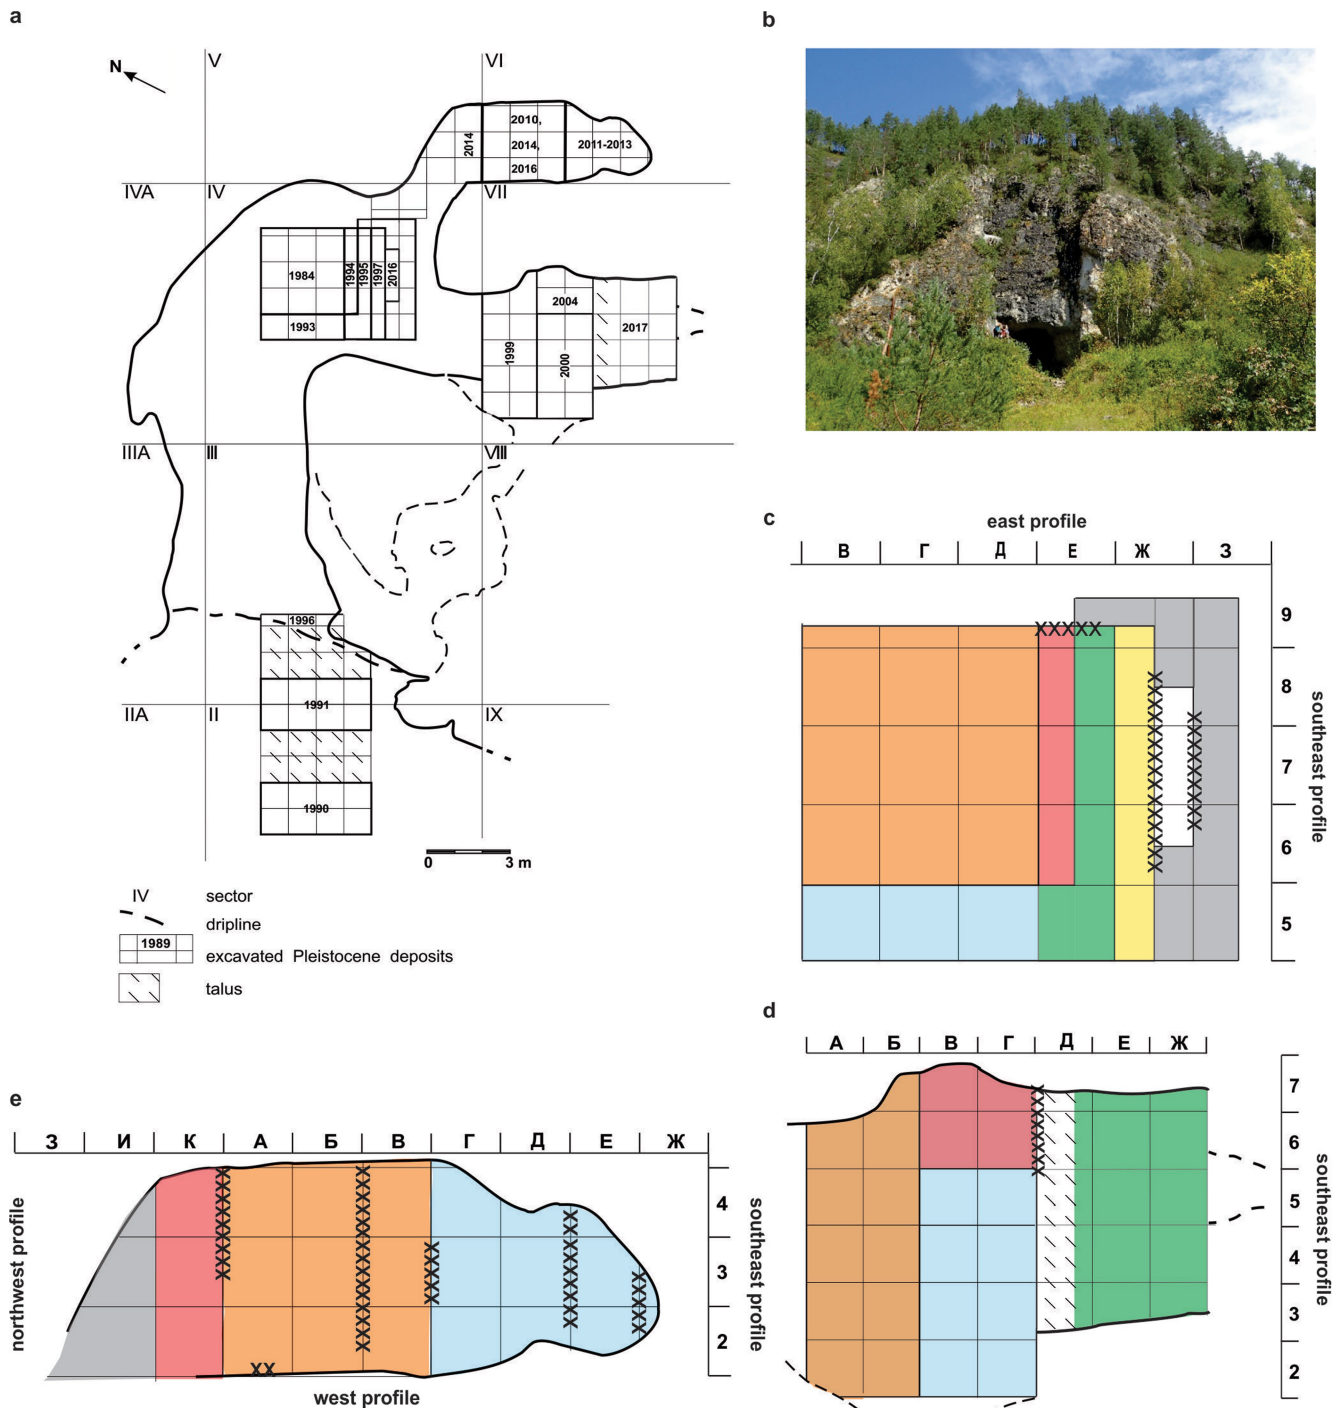 a
N
V
VI
2014
2010,
2014,
2016
2011-2013
IVA
IV
VII
1984
1993
1994
1995
1997
2016
1999
2004
2000
2017
IIIA
III
VIII
1996
IIA
II
1991
IX
1990
0 3 m
IV sector
dripline
1989 excavated Pleistocene deposits
talus
b
c
east profile
В Г Д Е Ж З
9
8
7
6
5
southeast profile
XXXXX
d
А Б В Г Д Е Ж
7
6
5
4
3
2
southeast profile
e
З И К А Б В Г Д Е Ж
northwest profile
4
3
2
southeast profile
XX
west profile